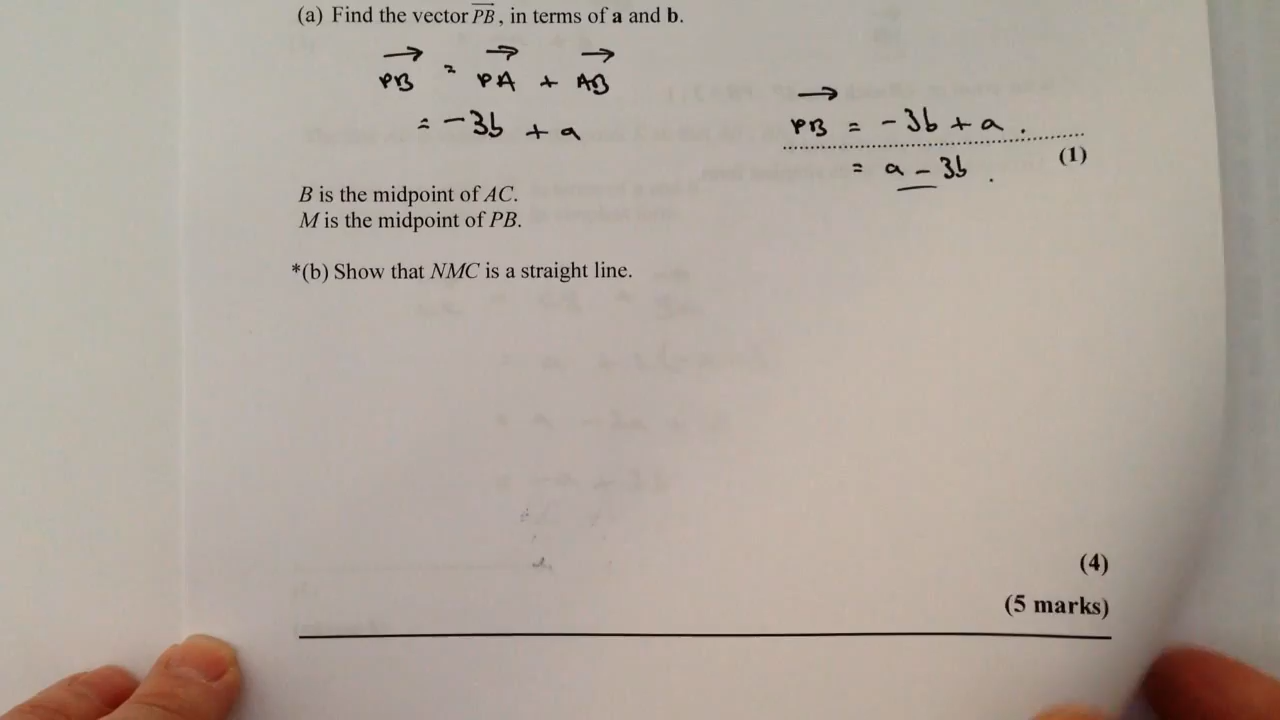 (a) Find the vector PB, in terms of a and b.
PB = PA + AB
= -3b + a
PB = -3b + a.
(1)
= a - 3b.
B is the midpoint of AC.
M is the midpoint of PB.
*(b) Show that NMC is a straight line.
(4)
(5 marks)